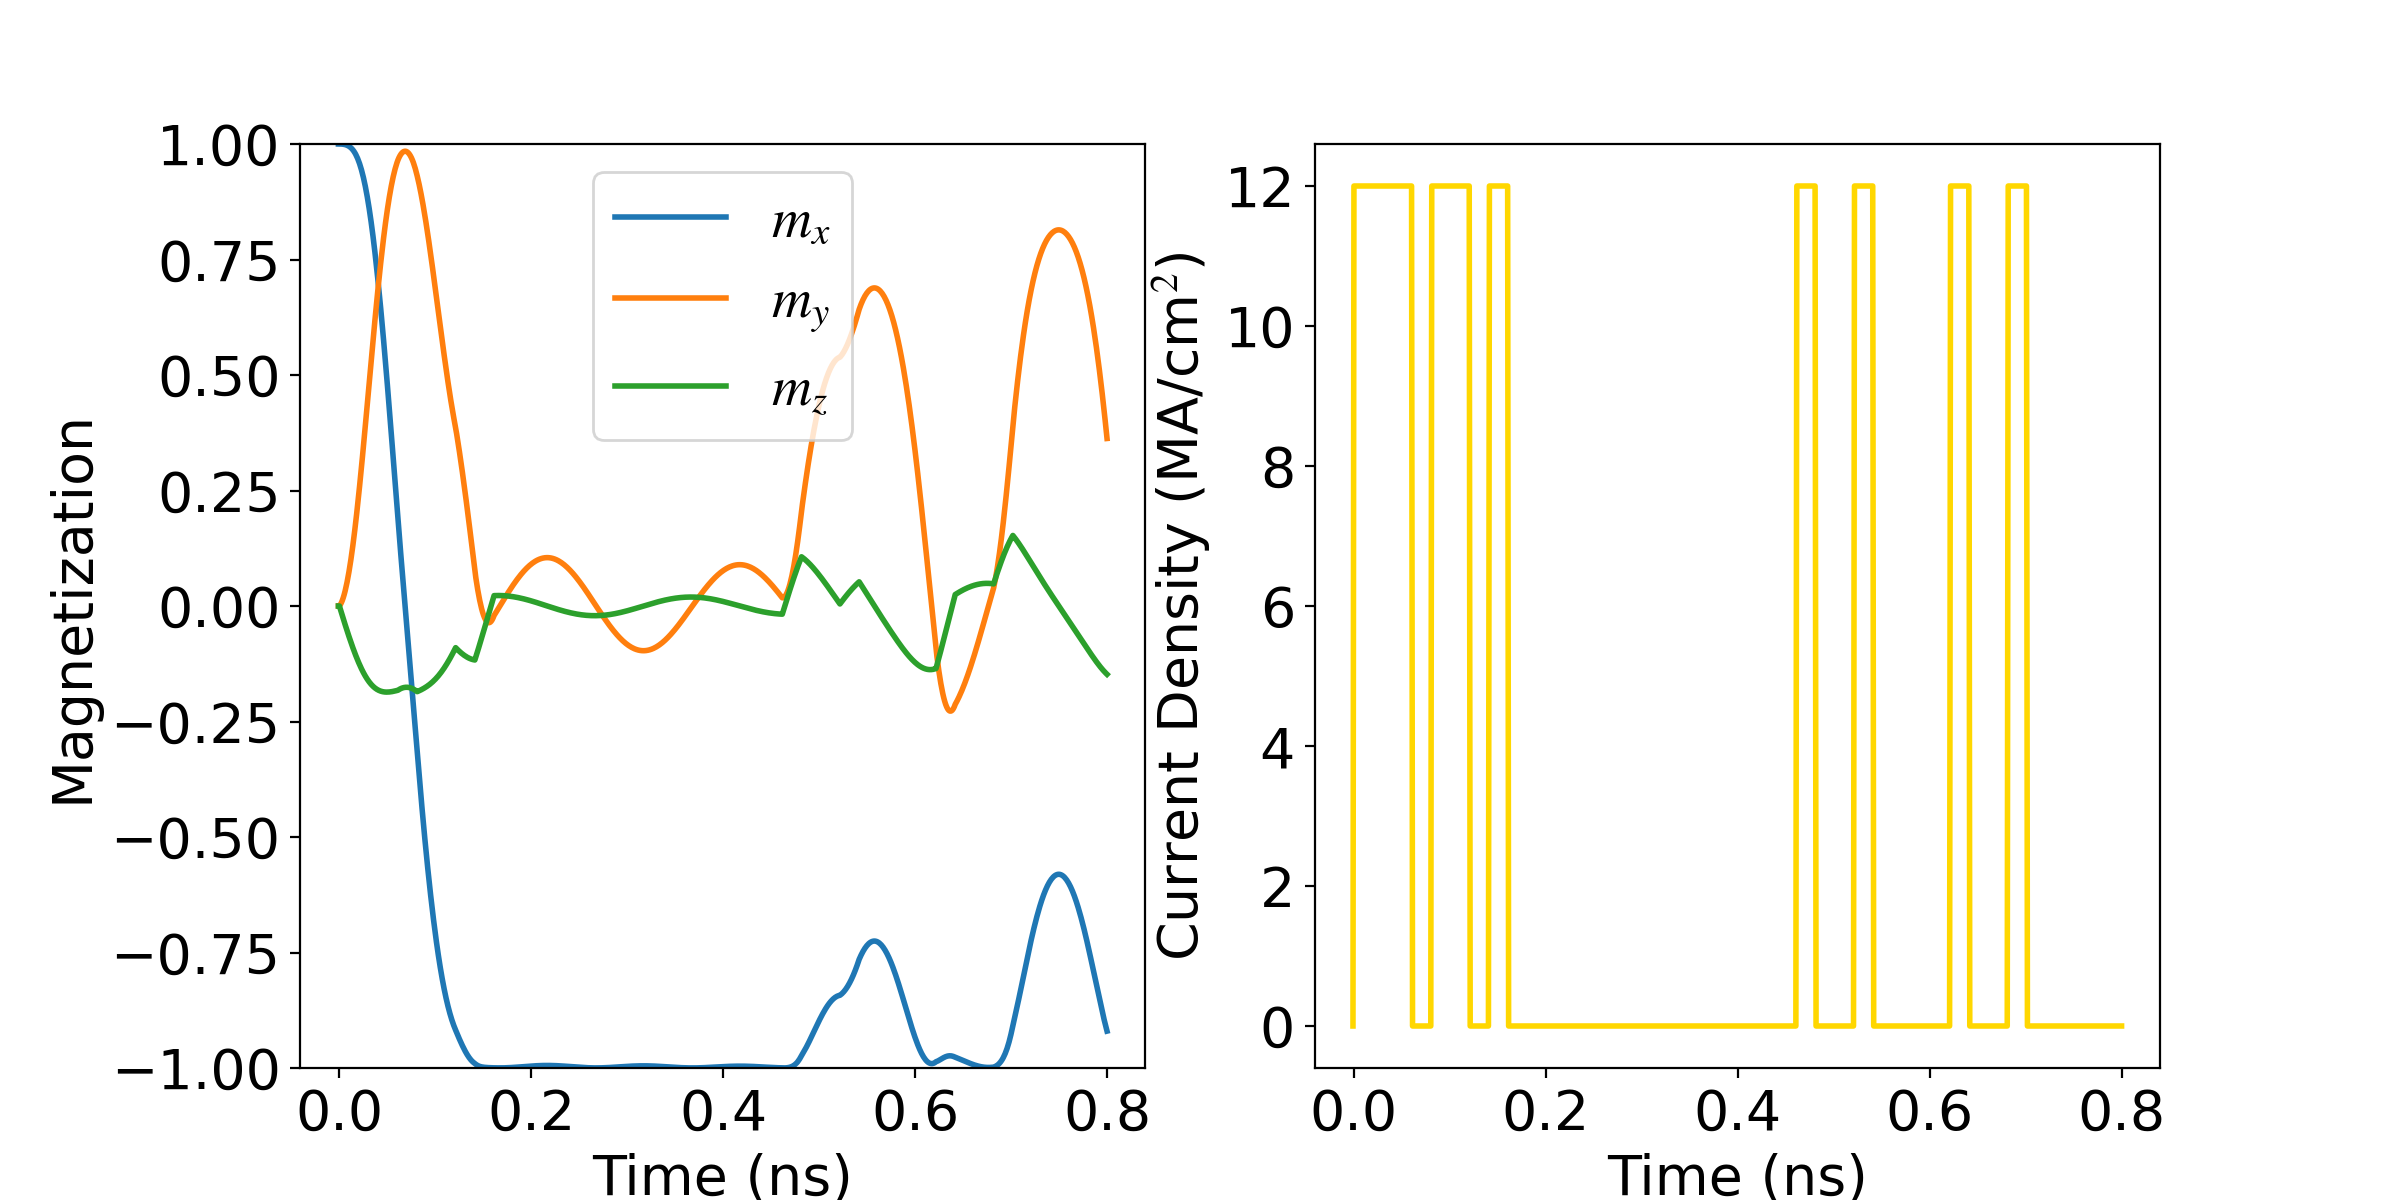 Magnetization
1.00
0.75
0.50
0.25
0.00
−0.25
−0.50
−0.75
−1.00
0.0 0.2 0.4 0.6 0.8
Time (ns)
m_x
m_y
m_z
Current Density (MA/cm²)
12
10
8
6
4
2
0
0.0 0.2 0.4 0.6 0.8
Time (ns)